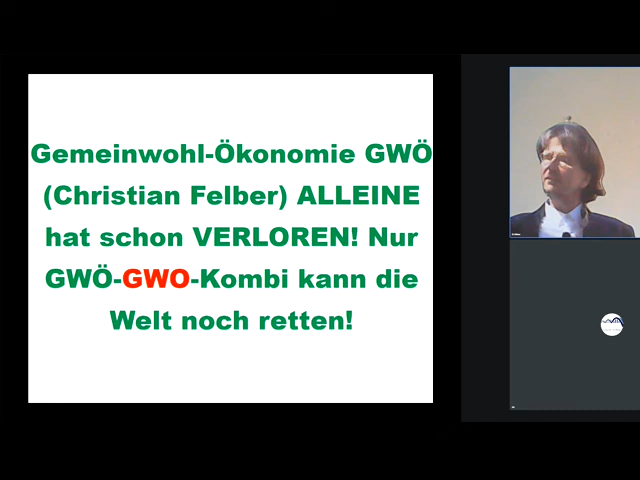 Gemeinwohl-Ökonomie GWÖ
(Christian Felber) ALLEINE
hat schon VERLOREN! Nur
GWÖ-GWO-Kombi kann die
Welt noch retten!